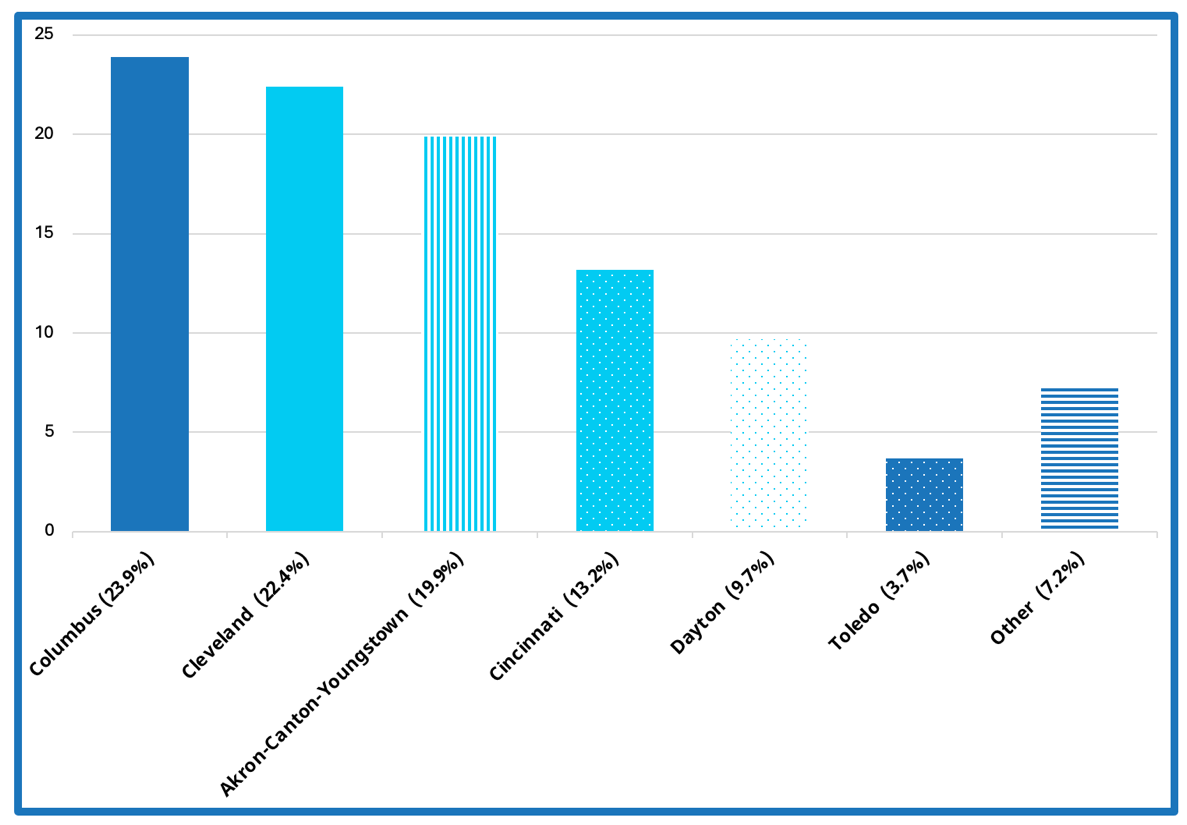 25
20
15
10
5
0
Columbus (23.9%)
Cleveland (22.4%)
Akron-Canton-Youngstown (19.9%)
Cincinnati (13.2%)
Dayton (9.7%)
Toledo (3.7%)
Other (7.2%)